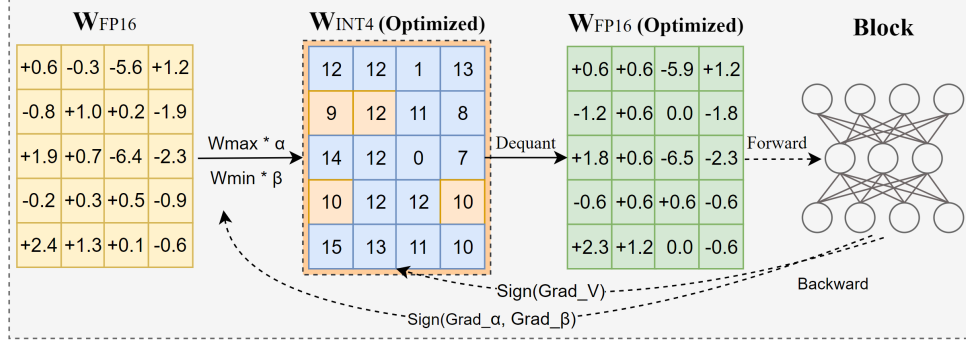 WFP16
WINT4 (Optimized)
WFP16 (Optimized)
Block
+0.6 -0.3 -5.6 +1.2
-0.8 +1.0 +0.2 -1.9
+1.9 +0.7 -6.4 -2.3
-0.2 +0.3 +0.5 -0.9
+2.4 +1.3 +0.1 -0.6
Wmax * α
Wmin * β
12 12 1 13
9 12 11 8
14 12 0 7
10 12 12 10
15 13 11 10
Dequant
+0.6 +0.6 -5.9 +1.2
-1.2 +0.6 0.0 -1.8
+1.8 +0.6 -6.5 -2.3
-0.6 +0.6 +0.6 -0.6
+2.3 +1.2 0.0 -0.6
Forward
Backward
Sign(Grad_V)
Sign(Grad_α, Grad_β)